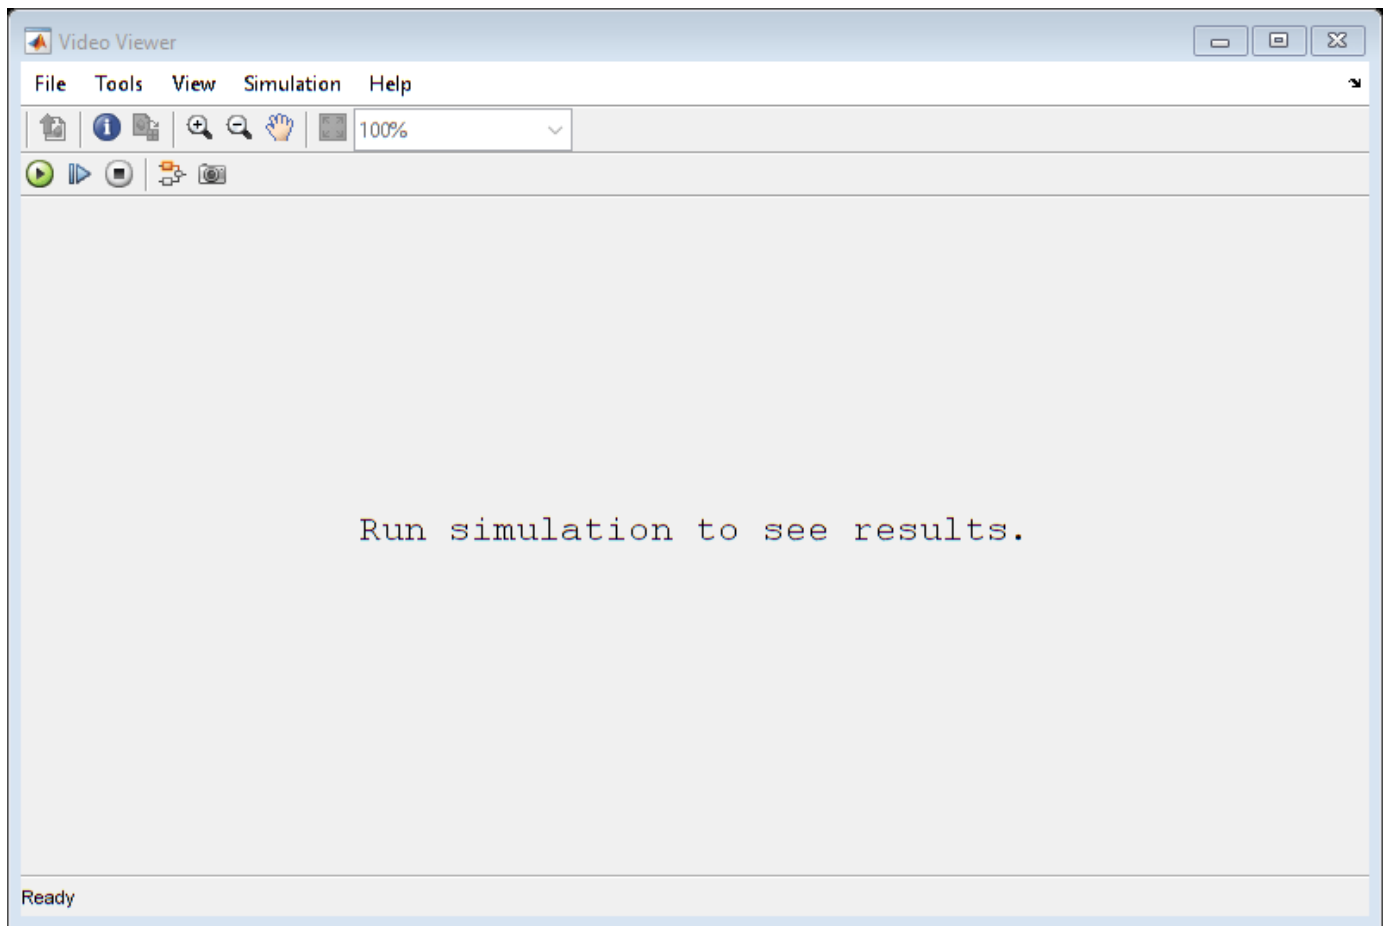 Video Viewer
File Tools View Simulation Help
100%
Run simulation to see results.
Ready